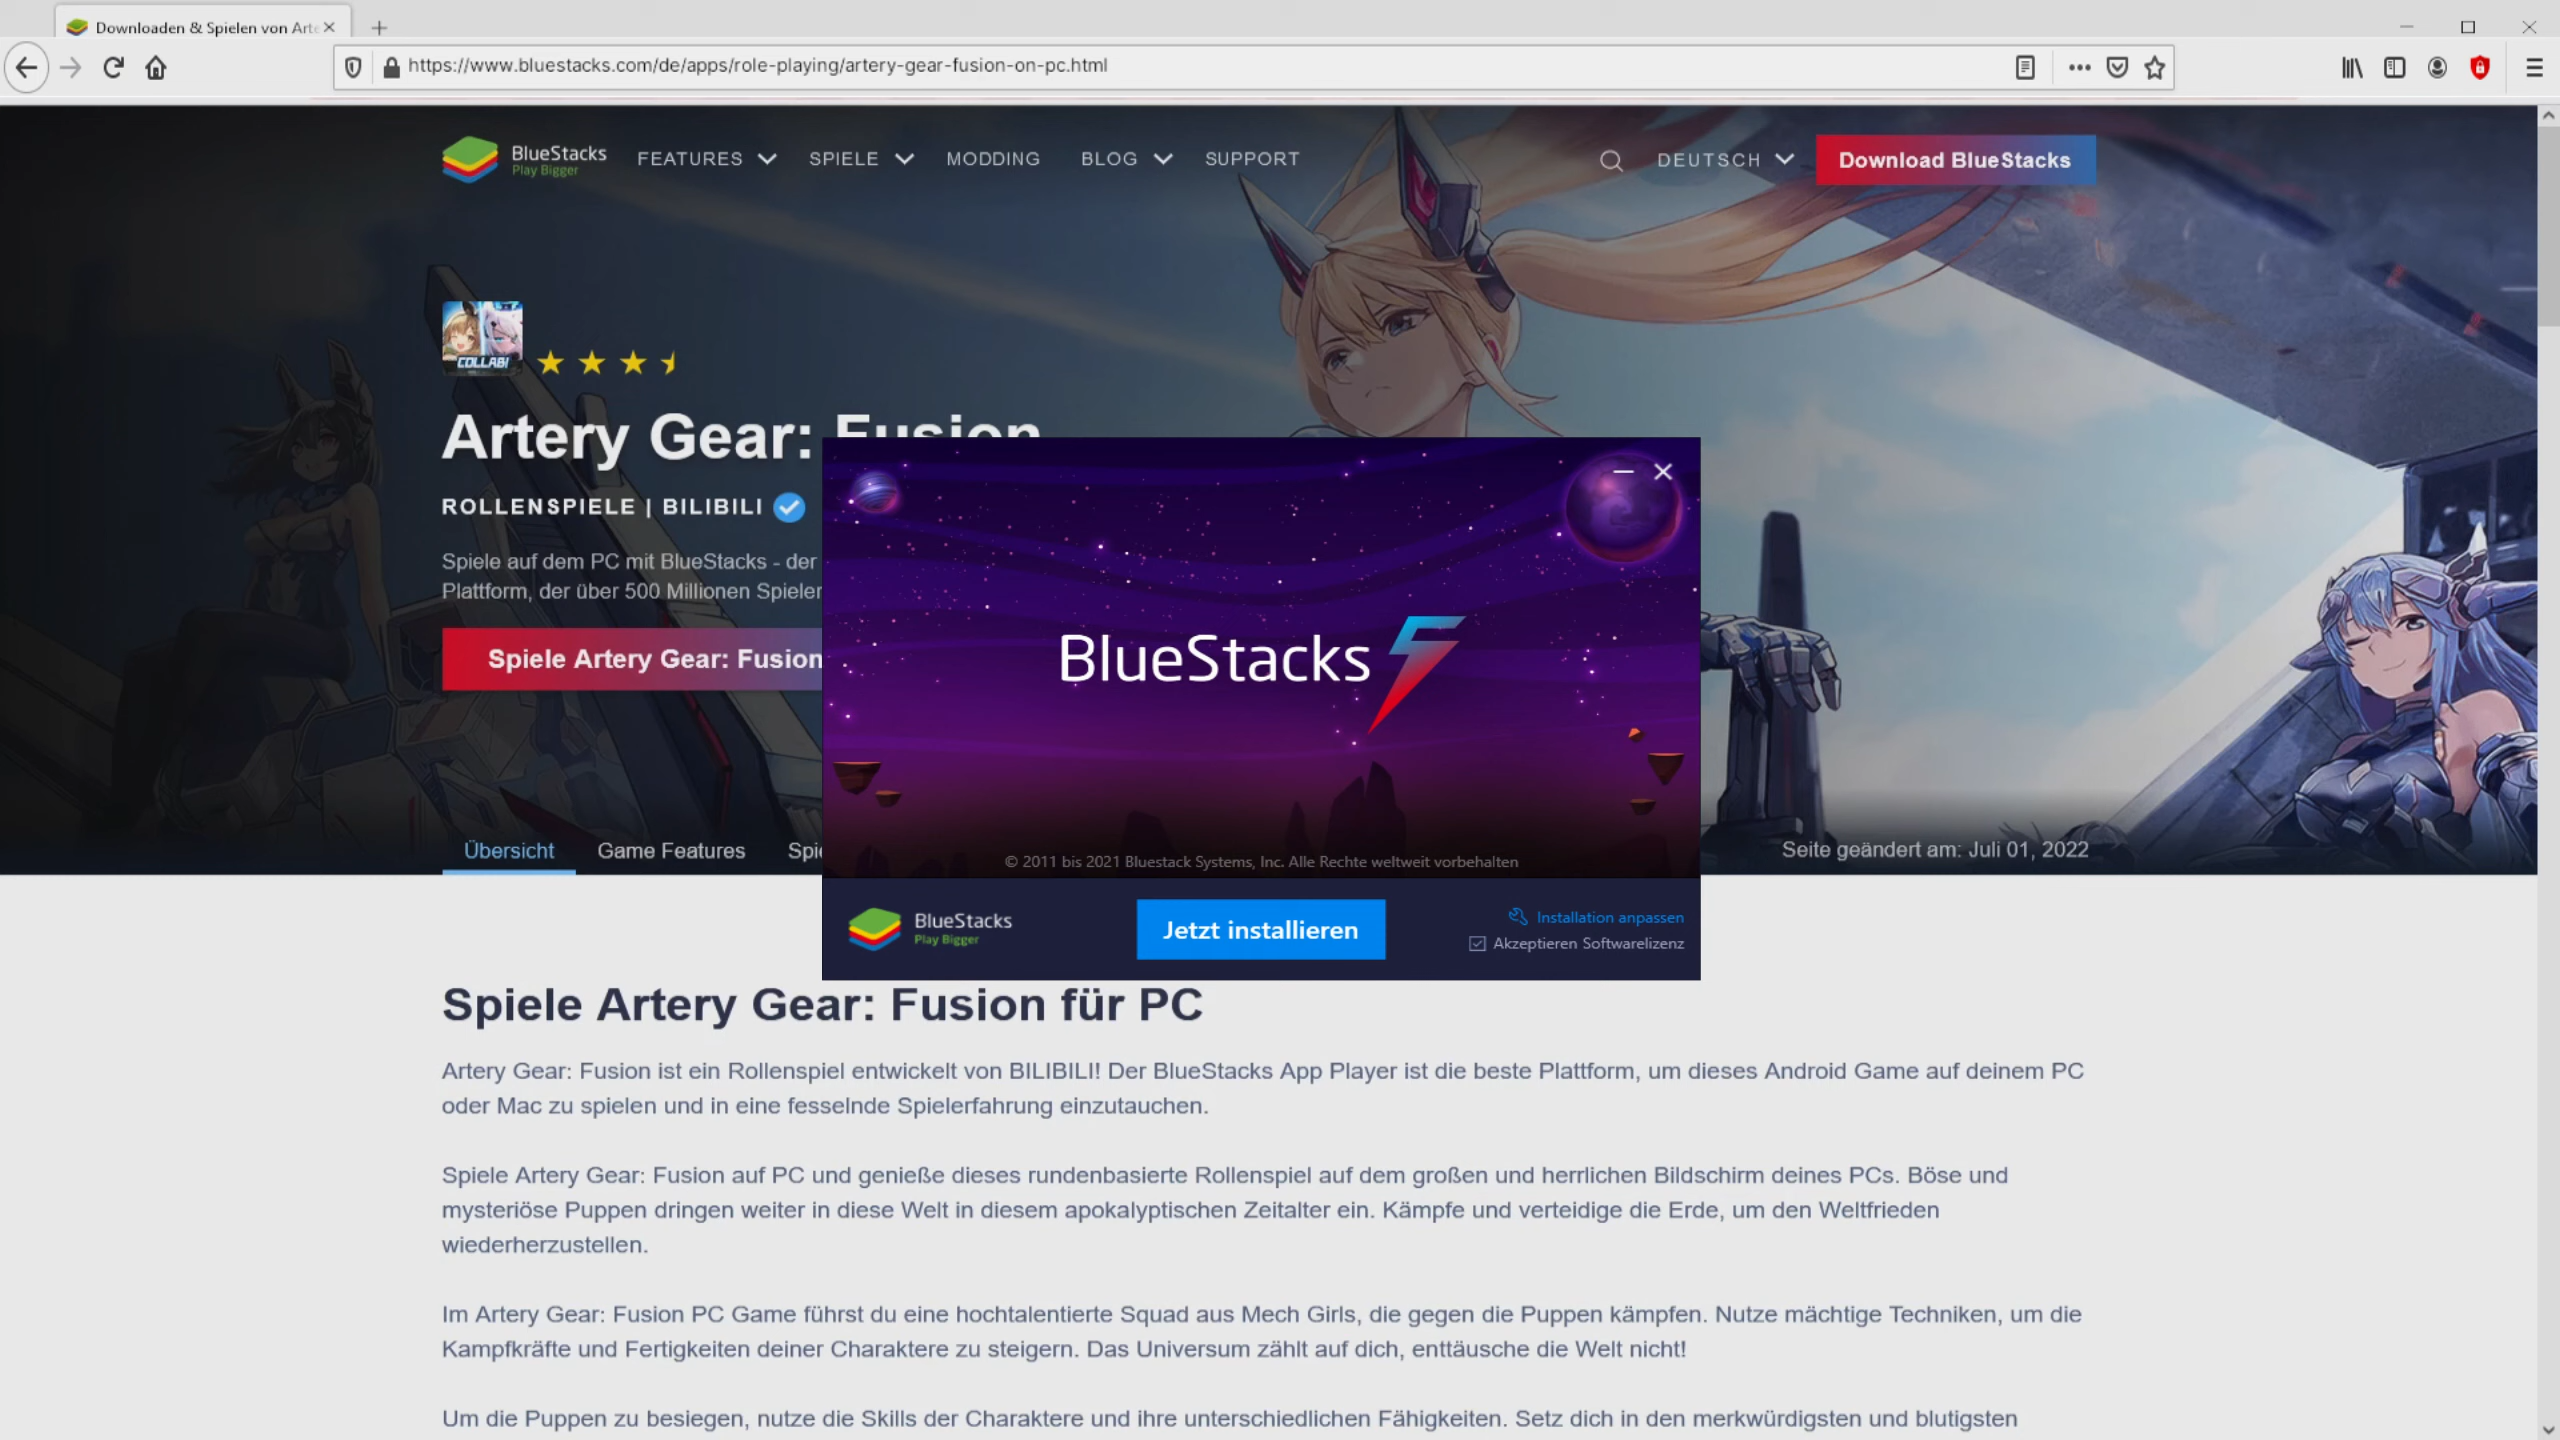 Downloaden & Spielen von Arte
https://www.bluestacks.com/de/apps/role-playing/artery-gear-fusion-on-pc.html
BlueStacks
Play Bigger
FEATURES SPIELE MODDING BLOG SUPPORT
DEUTSCH
Download BlueStacks
COLLAB!
Artery Gear: Fusion
ROLLENSPIELE | BILIBILI
Spiele auf dem PC mit BlueStacks - der
Plattform, der über 500 Millionen Spieler
Spiele Artery Gear: Fusion
BlueStacks 5
© 2011 bis 2021 Bluestack Systems, Inc. Alle Rechte weltweit vorbehalten
BlueStacks
Play Bigger
Jetzt installieren
Installation anpassen
Akzeptieren Softwarelizenz
Übersicht Game Features Spi
Seite geändert am: Juli 01, 2022
Spiele Artery Gear: Fusion für PC
Artery Gear: Fusion ist ein Rollenspiel entwickelt von BILIBILI! Der BlueStacks App Player ist die beste Plattform, um dieses Android Game auf deinem PC
oder Mac zu spielen und in eine fesselnde Spielerfahrung einzutauchen.
Spiele Artery Gear: Fusion auf PC und genieße dieses rundenbasierte Rollenspiel auf dem großen und herrlichen Bildschirm deines PCs. Böse und
mysteriöse Puppen dringen weiter in diese Welt in diesem apokalyptischen Zeitalter ein. Kämpfe und verteidige die Erde, um den Weltfrieden
wiederherzustellen.
Im Artery Gear: Fusion PC Game führst du eine hochtalentierte Squad aus Mech Girls, die gegen die Puppen kämpfen. Nutze mächtige Techniken, um die
Kampfkräfte und Fertigkeiten deiner Charaktere zu steigern. Das Universum zählt auf dich, enttäusche die Welt nicht!
Um die Puppen zu besiegen, nutze die Skills der Charaktere und ihre unterschiedlichen Fähigkeiten. Setz dich in den merkwürdigsten und blutigsten